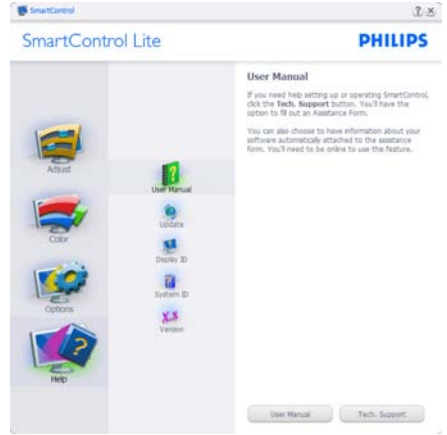 SmartControl
? x
SmartControl Lite
PHILIPS
Adjust
Color
Options
Help
User Manual
Update
Display ID
System ID
X.X
Version
User Manual
If you need help setting up or operating SmartControl,
click the Tech. Support button. You'll have the
option to fill out an Assistance Form.
You can also choose to have information about your
software automatically attached to the assistance
form. You'll need to be online to use this feature.
User Manual
Tech. Support